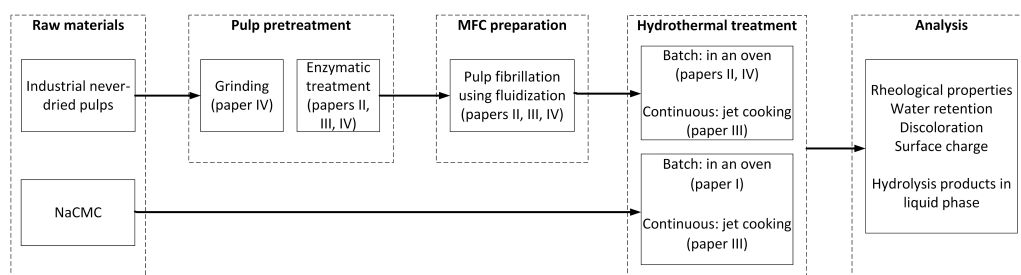 Raw materials
Industrial never-
dried pulps
NaCMC
Pulp pretreatment
Grinding
(paper IV)
Enzymatic
treatment
(papers II,
III, IV)
MFC preparation
Pulp fibrillation
using fluidization
(papers II, III, IV)
Hydrothermal treatment
Batch: in an oven
(papers II, IV)
Continuous: jet cooking
(paper III)
Batch: in an oven
(paper I)
Continuous: jet cooking
(paper III)
Analysis
Rheological properties
Water retention
Discoloration
Surface charge
Hydrolysis products in
liquid phase